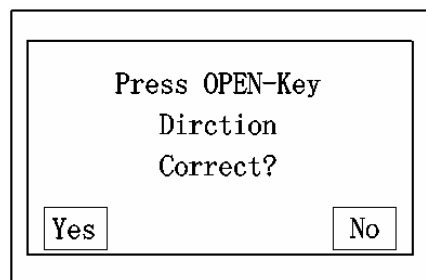 Press OPEN-Key
Dirction
Correct?
Yes No